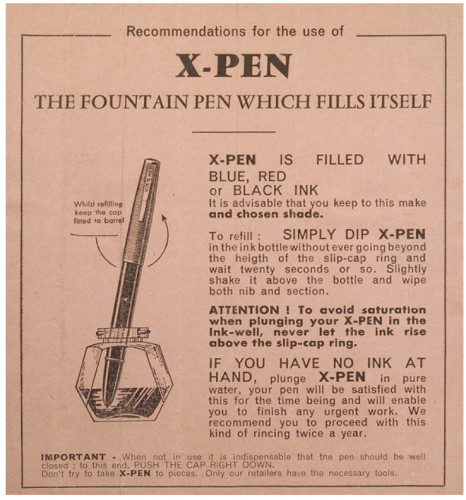 Recommendations for the use of
X-PEN
THE FOUNTAIN PEN WHICH FILLS ITSELF
Whilst refilling
keep the cap
fitted to barrel
X-PEN IS FILLED WITH
BLUE, RED
or BLACK INK
It is advisable that you keep to this make
and chosen shade.
To refill : SIMPLY DIP X-PEN
in the ink bottle without ever going beyond
the heigth of the slip-cap ring and
wait twenty seconds or so. Slightly
shake it above the bottle and wipe
both nib and section.
ATTENTION ! To avoid saturation
when plunging your X-PEN in the
Ink-well, never let the ink rise
above the slip-cap ring.
IF YOU HAVE NO INK AT
HAND, plunge X-PEN in pure
water, your pen will be satisfied with
this for the time being and will enable
you to finish any urgent work. We
recommend you to proceed with this
kind of rincing twice a year.
IMPORTANT - When not in use it is indispensable that the pen should be well
closed ; to this end, PUSH THE CAP RIGHT DOWN.
Don't try to take X-PEN to pieces. Only our retailers have the necessary tools.